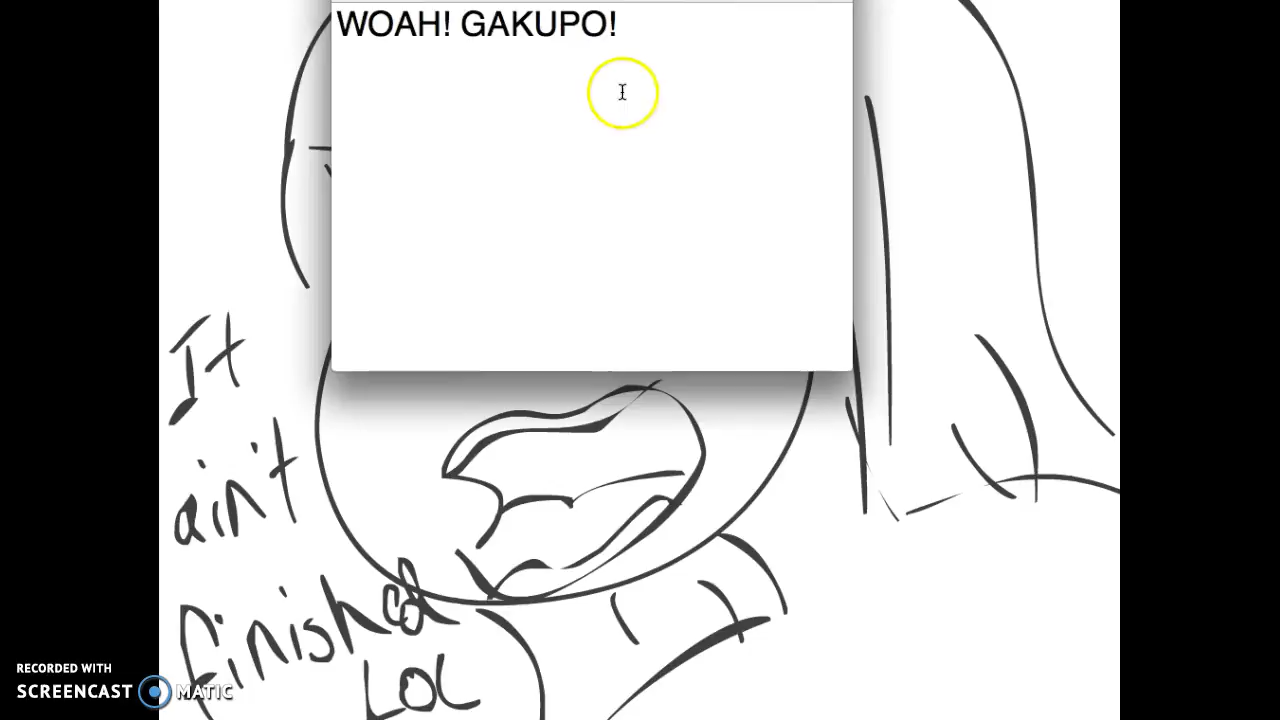 WOAH! GAKUPO!
It
ain't
finished
LOL
RECORDED WITH
SCREENCAST MATIC